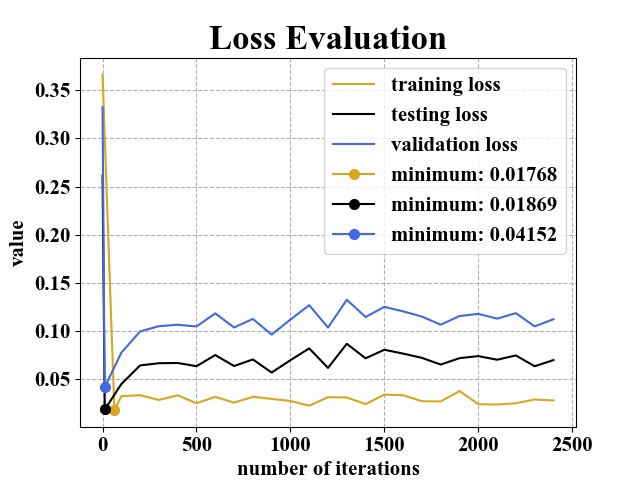 Loss Evaluation
training loss
testing loss
validation loss
minimum: 0.01768
minimum: 0.01869
minimum: 0.04152
value
0.35
0.30
0.25
0.20
0.15
0.10
0.05
0 500 1000 1500 2000 2500
number of iterations